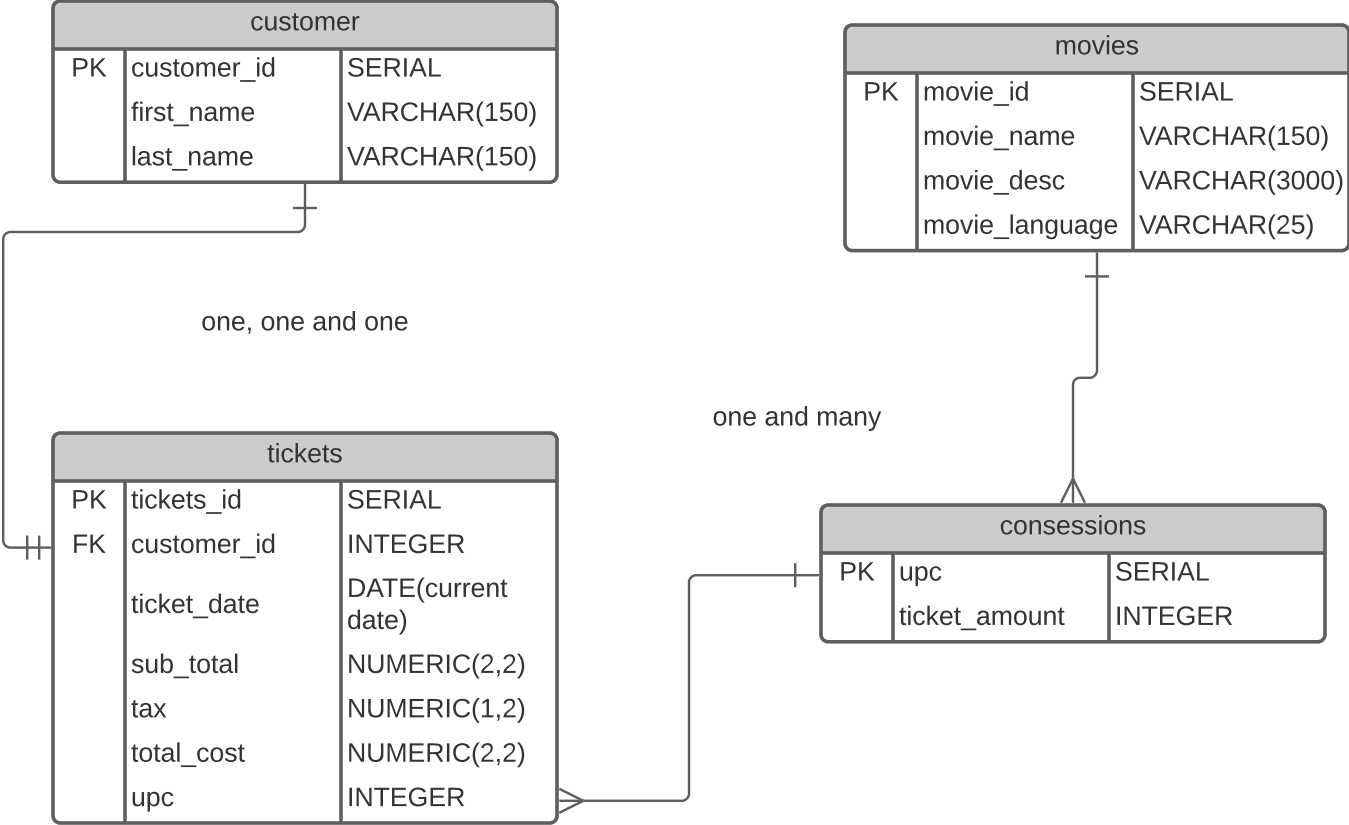 customer
PK customer_id SERIAL
first_name VARCHAR(150)
last_name VARCHAR(150)
movies
PK movie_id SERIAL
movie_name VARCHAR(150)
movie_desc VARCHAR(3000)
movie_language VARCHAR(25)
one, one and one
one and many
tickets
PK tickets_id SERIAL
FK customer_id INTEGER
ticket_date DATE(current
date)
sub_total NUMERIC(2,2)
tax NUMERIC(1,2)
total_cost NUMERIC(2,2)
upc INTEGER
consessions
PK upc SERIAL
ticket_amount INTEGER